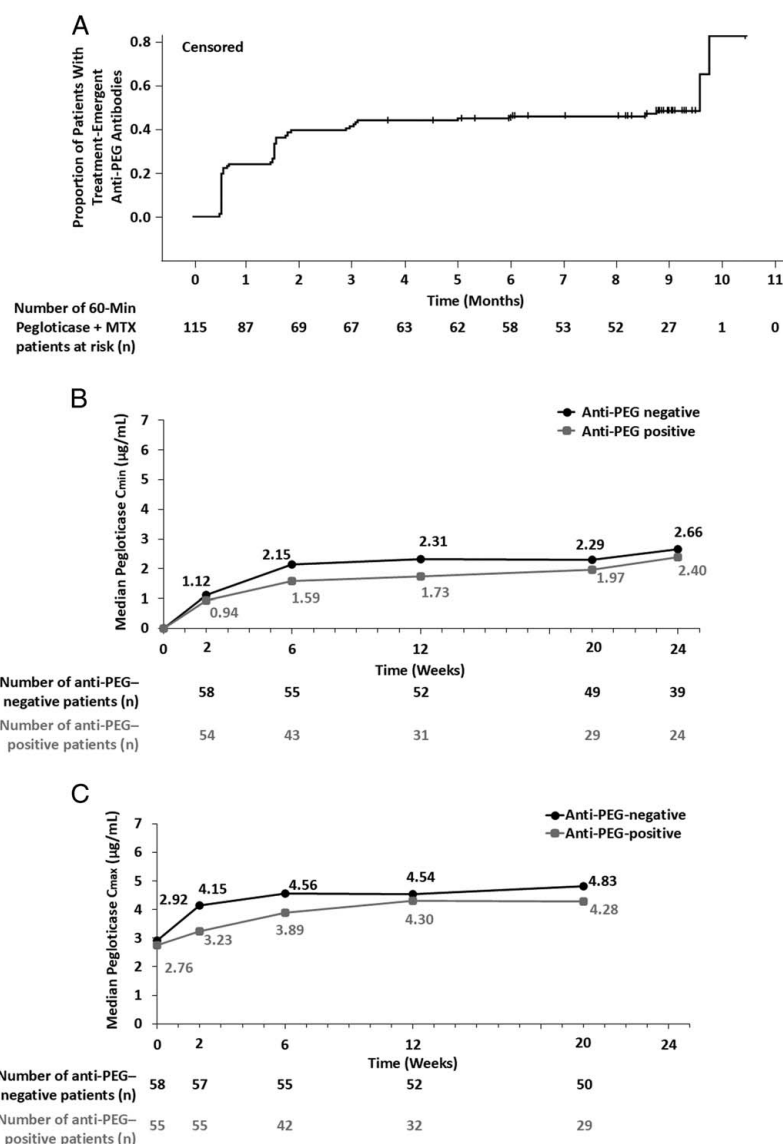 A
Proportion of Patients With
Treatment-Emergent
Anti-PEG Antibodies
Censored
0.8
0.6
0.4
0.2
0.0
0 1 2 3 4 5 6 7 8 9 10 11
Time (Months)
Number of 60-Min
Pegloticase + MTX
patients at risk (n)
115 87 69 67 63 62 58 53 52 27 1 0
B
Median Pegloticase Cmin (µg/mL)
Anti-PEG negative
Anti-PEG positive
7
6
5
4
3
2
1
0
1.12 2.15 2.31 2.29 2.66
0.94 1.59 1.73 1.97 2.40
0 2 6 12 20 24
Time (Weeks)
Number of anti-PEG–
negative patients (n)
58 55 52 49 39
Number of anti-PEG–
positive patients (n)
54 43 31 29 24
C
Median Pegloticase Cmax (µg/mL)
Anti-PEG-negative
Anti-PEG-positive
7
6
5
4
3
2
1
0
2.92 4.15 4.56 4.54 4.83
2.76 3.23 3.89 4.30 4.28
0 2 6 12 20 24
Time (Weeks)
Number of anti-PEG–
negative patients (n)
58 57 55 52 50
Number of anti-PEG–
positive patients (n)
55 55 42 32 29